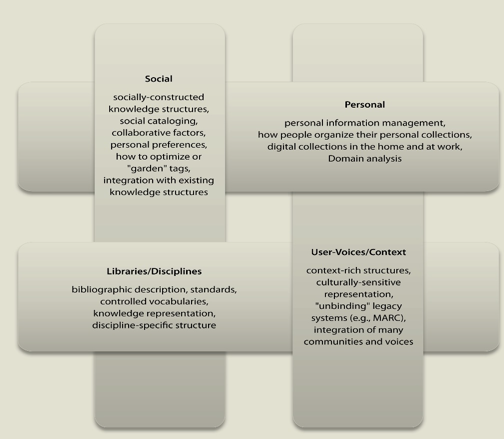 Social
socially-constructed
knowledge structures,
social cataloging,
collaborative factors,
personal preferences,
how to optimize or
"garden" tags,
integration with existing
knowledge structures
Personal
personal information management,
how people organize their personal collections,
digital collections in the home and at work,
Domain analysis
Libraries/Disciplines
bibliographic description, standards,
controlled vocabularies,
knowledge representation,
discipline-specific structure
User-Voices/Context
context-rich structures,
culturally-sensitive
representation,
"unbinding" legacy
systems (e.g., MARC),
integration of many
communities and voices